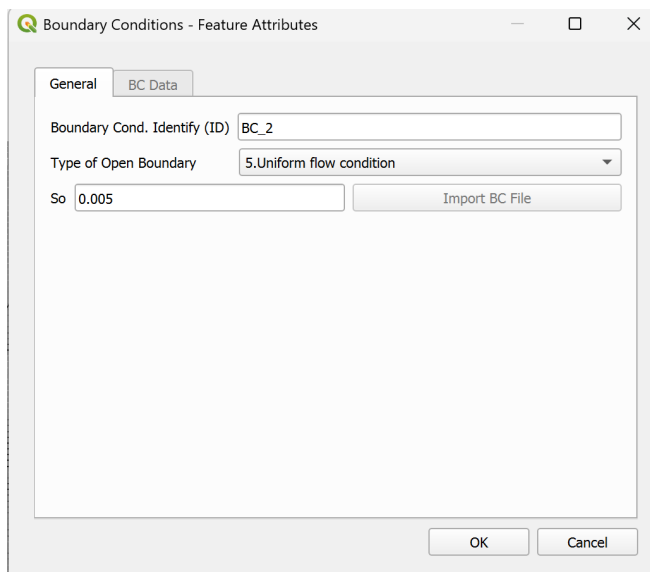 Boundary Conditions - Feature Attributes
General BC Data
Boundary Cond. Identify (ID) BC_2
Type of Open Boundary 5.Uniform flow condition
So 0.005 Import BC File
OK Cancel